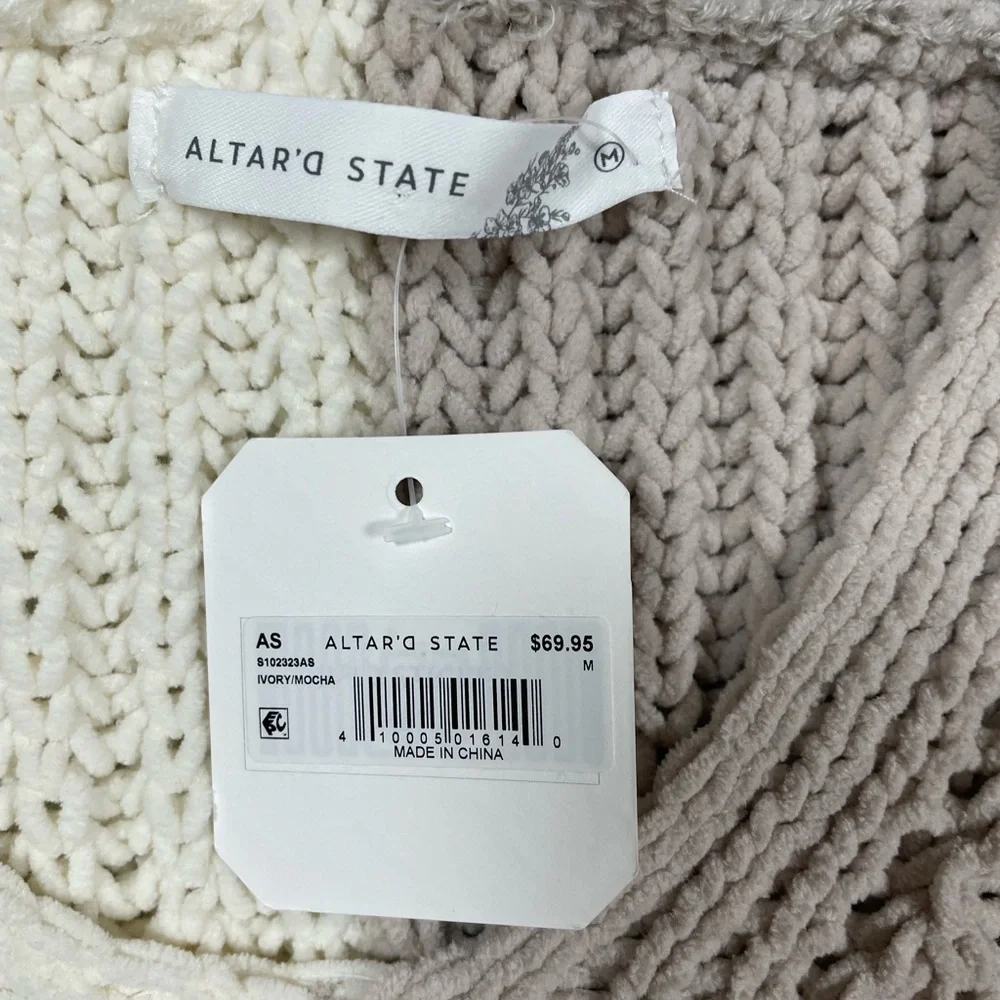 ALTAR'D STATE M
AS ALTAR'D STATE $69.95
S102323AS M
IVORY/MOCHA
4 10005 01614 0
MADE IN CHINA